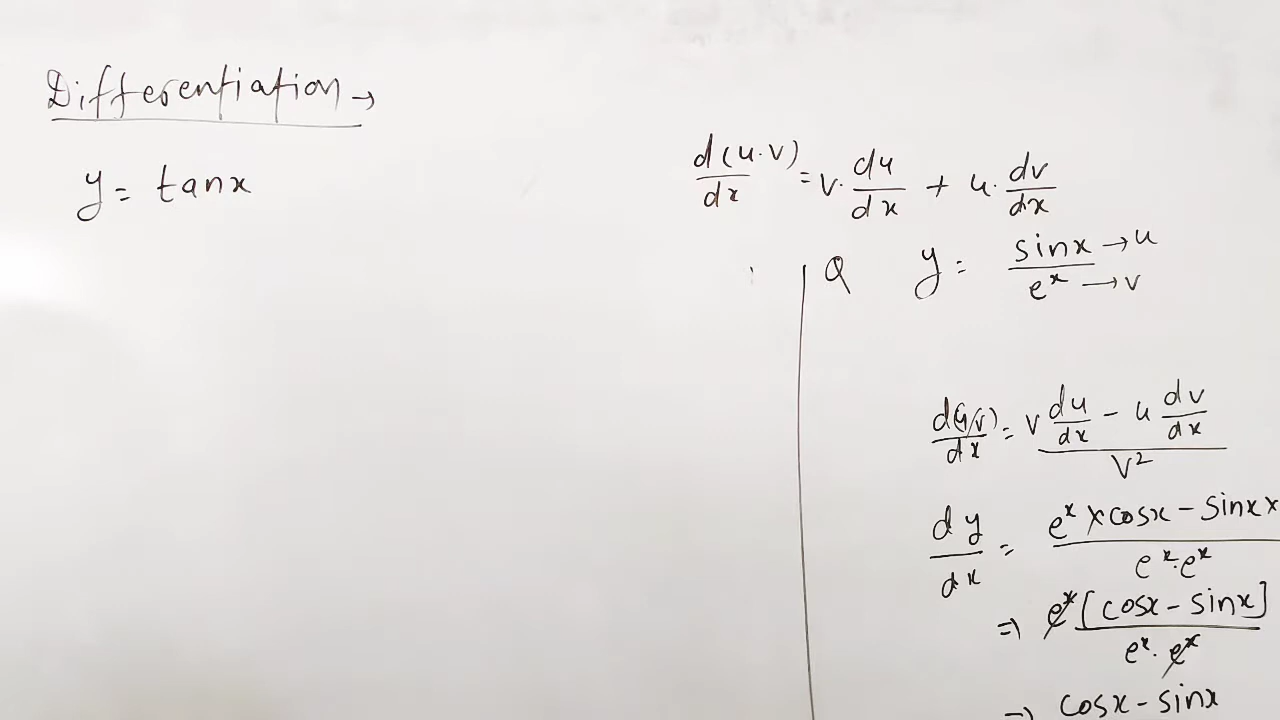 Differentiation →
y = tanx
d(u.v)/dx = v. du/dx + u. dv/dx
Q y = sinx → u / e^x → v
d(u/v)/dx = v du/dx - u dv/dx / v²
dy/dx = e^x × cosx - sinx × / e^x . e^x
⇒ e^x [cosx - sinx] / e^x . e^x
⇒ cosx - sinx